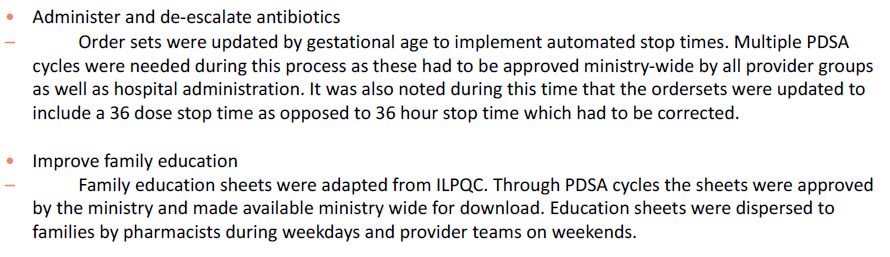 • Administer and de-escalate antibiotics
– Order sets were updated by gestational age to implement automated stop times. Multiple PDSA
cycles were needed during this process as these had to be approved ministry-wide by all provider groups
as well as hospital administration. It was also noted during this time that the ordersets were updated to
include a 36 dose stop time as opposed to 36 hour stop time which had to be corrected.
• Improve family education
– Family education sheets were adapted from ILPQC. Through PDSA cycles the sheets were approved
by the ministry and made available ministry wide for download. Education sheets were dispersed to
families by pharmacists during weekdays and provider teams on weekends.